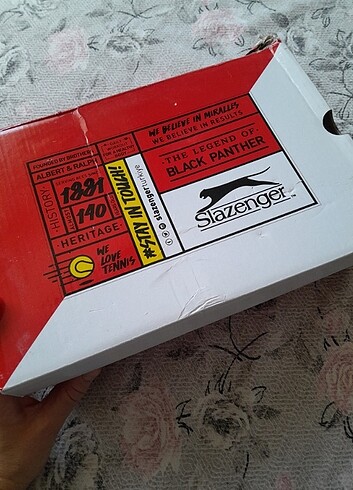 FOUNDED BY BROTHERS
ALBERT & RALPH
HISTORY
1881
140
HERITAGE
WE
LOVE
TENNIS
#STAY IN TOUCH!
slazengerturkiye
WE BELIEVE IN MIRACLES
WE BELIEVE IN RESULTS
THE LEGEND OF
BLACK PANTHER
Slazenger